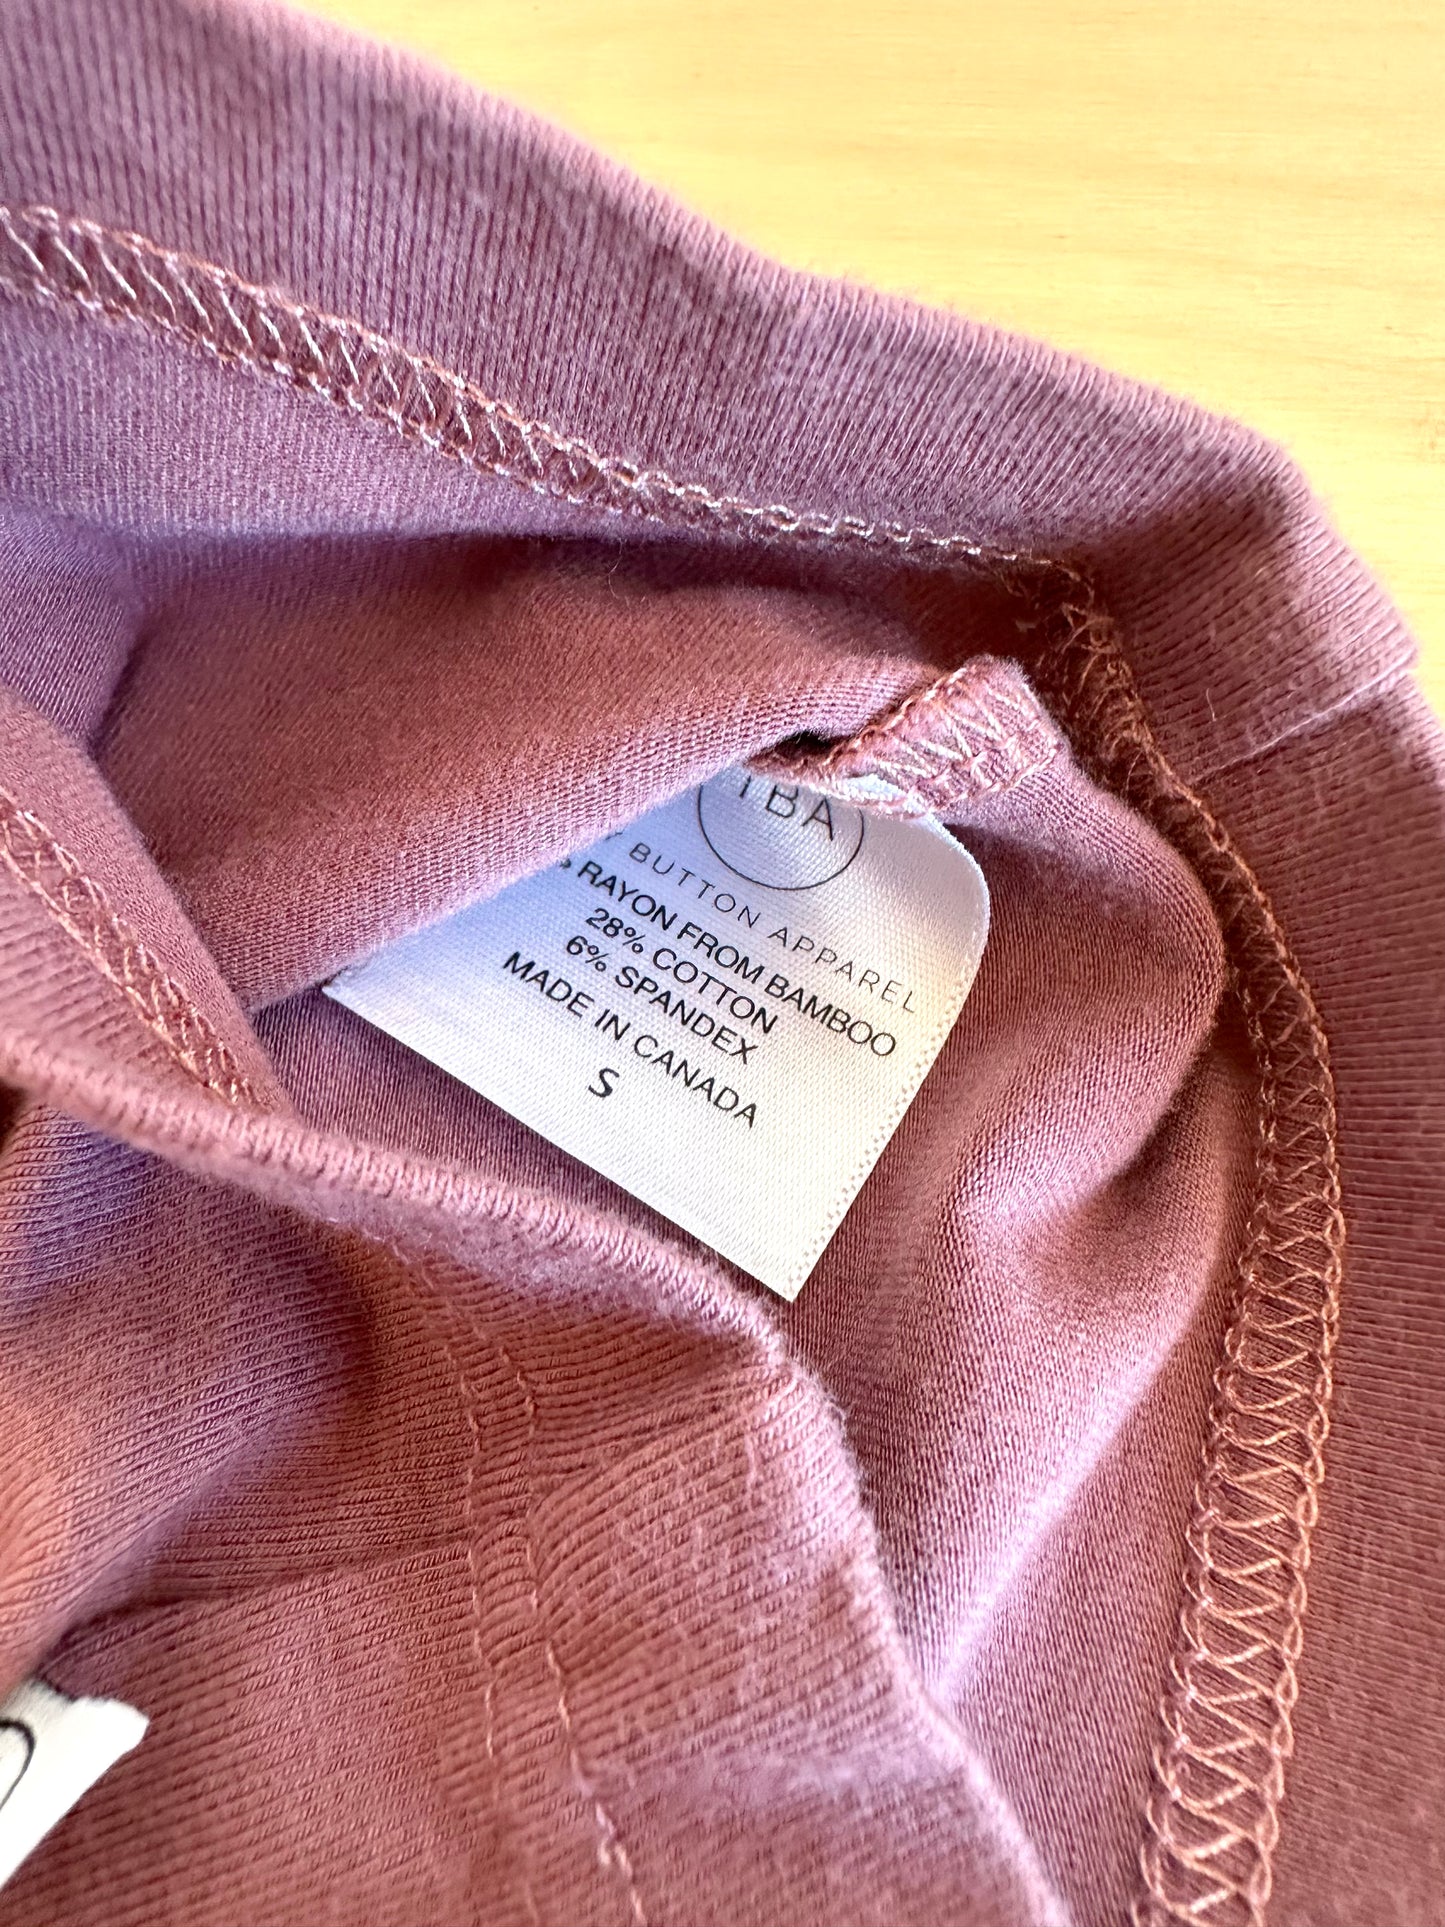 TBA
BUTTON APPAREL
% RAYON FROM BAMBOO
28% COTTON
6% SPANDEX
MADE IN CANADA
S